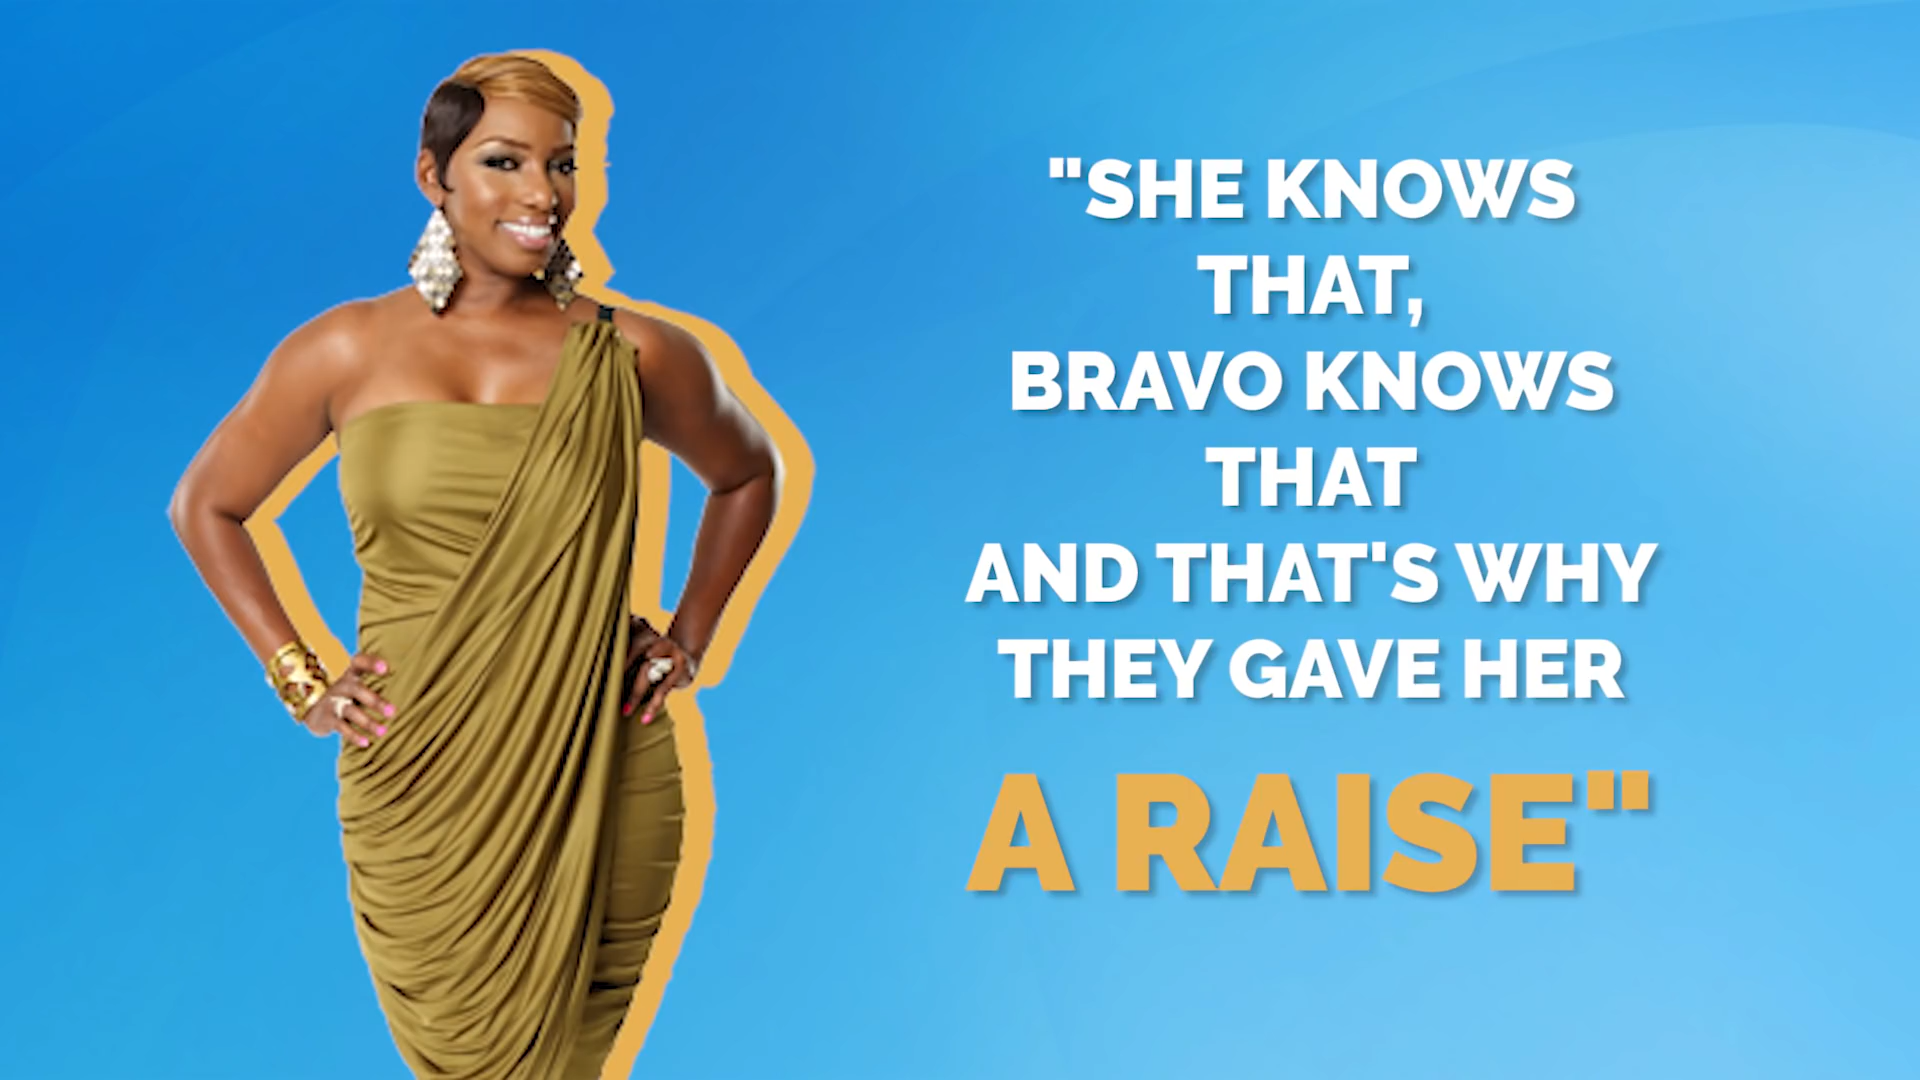 "SHE KNOWS
THAT,
BRAVO KNOWS
THAT
AND THAT'S WHY
THEY GAVE HER
A RAISE"